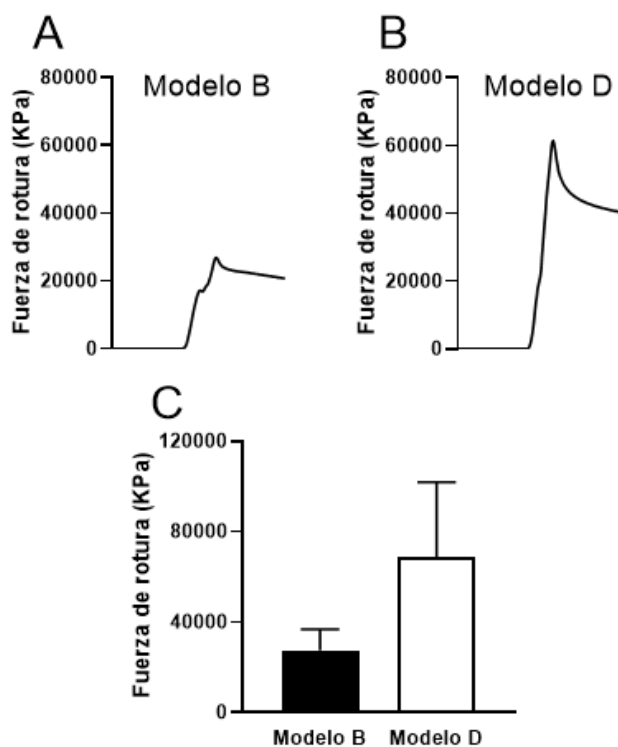 A
Modelo B
Fuerza de rotura (KPa)
80000
60000
40000
20000
0
B
Modelo D
Fuerza de rotura (KPa)
80000
60000
40000
20000
0
C
Fuerza de rotura (KPa)
120000
80000
40000
0
Modelo B
Modelo D